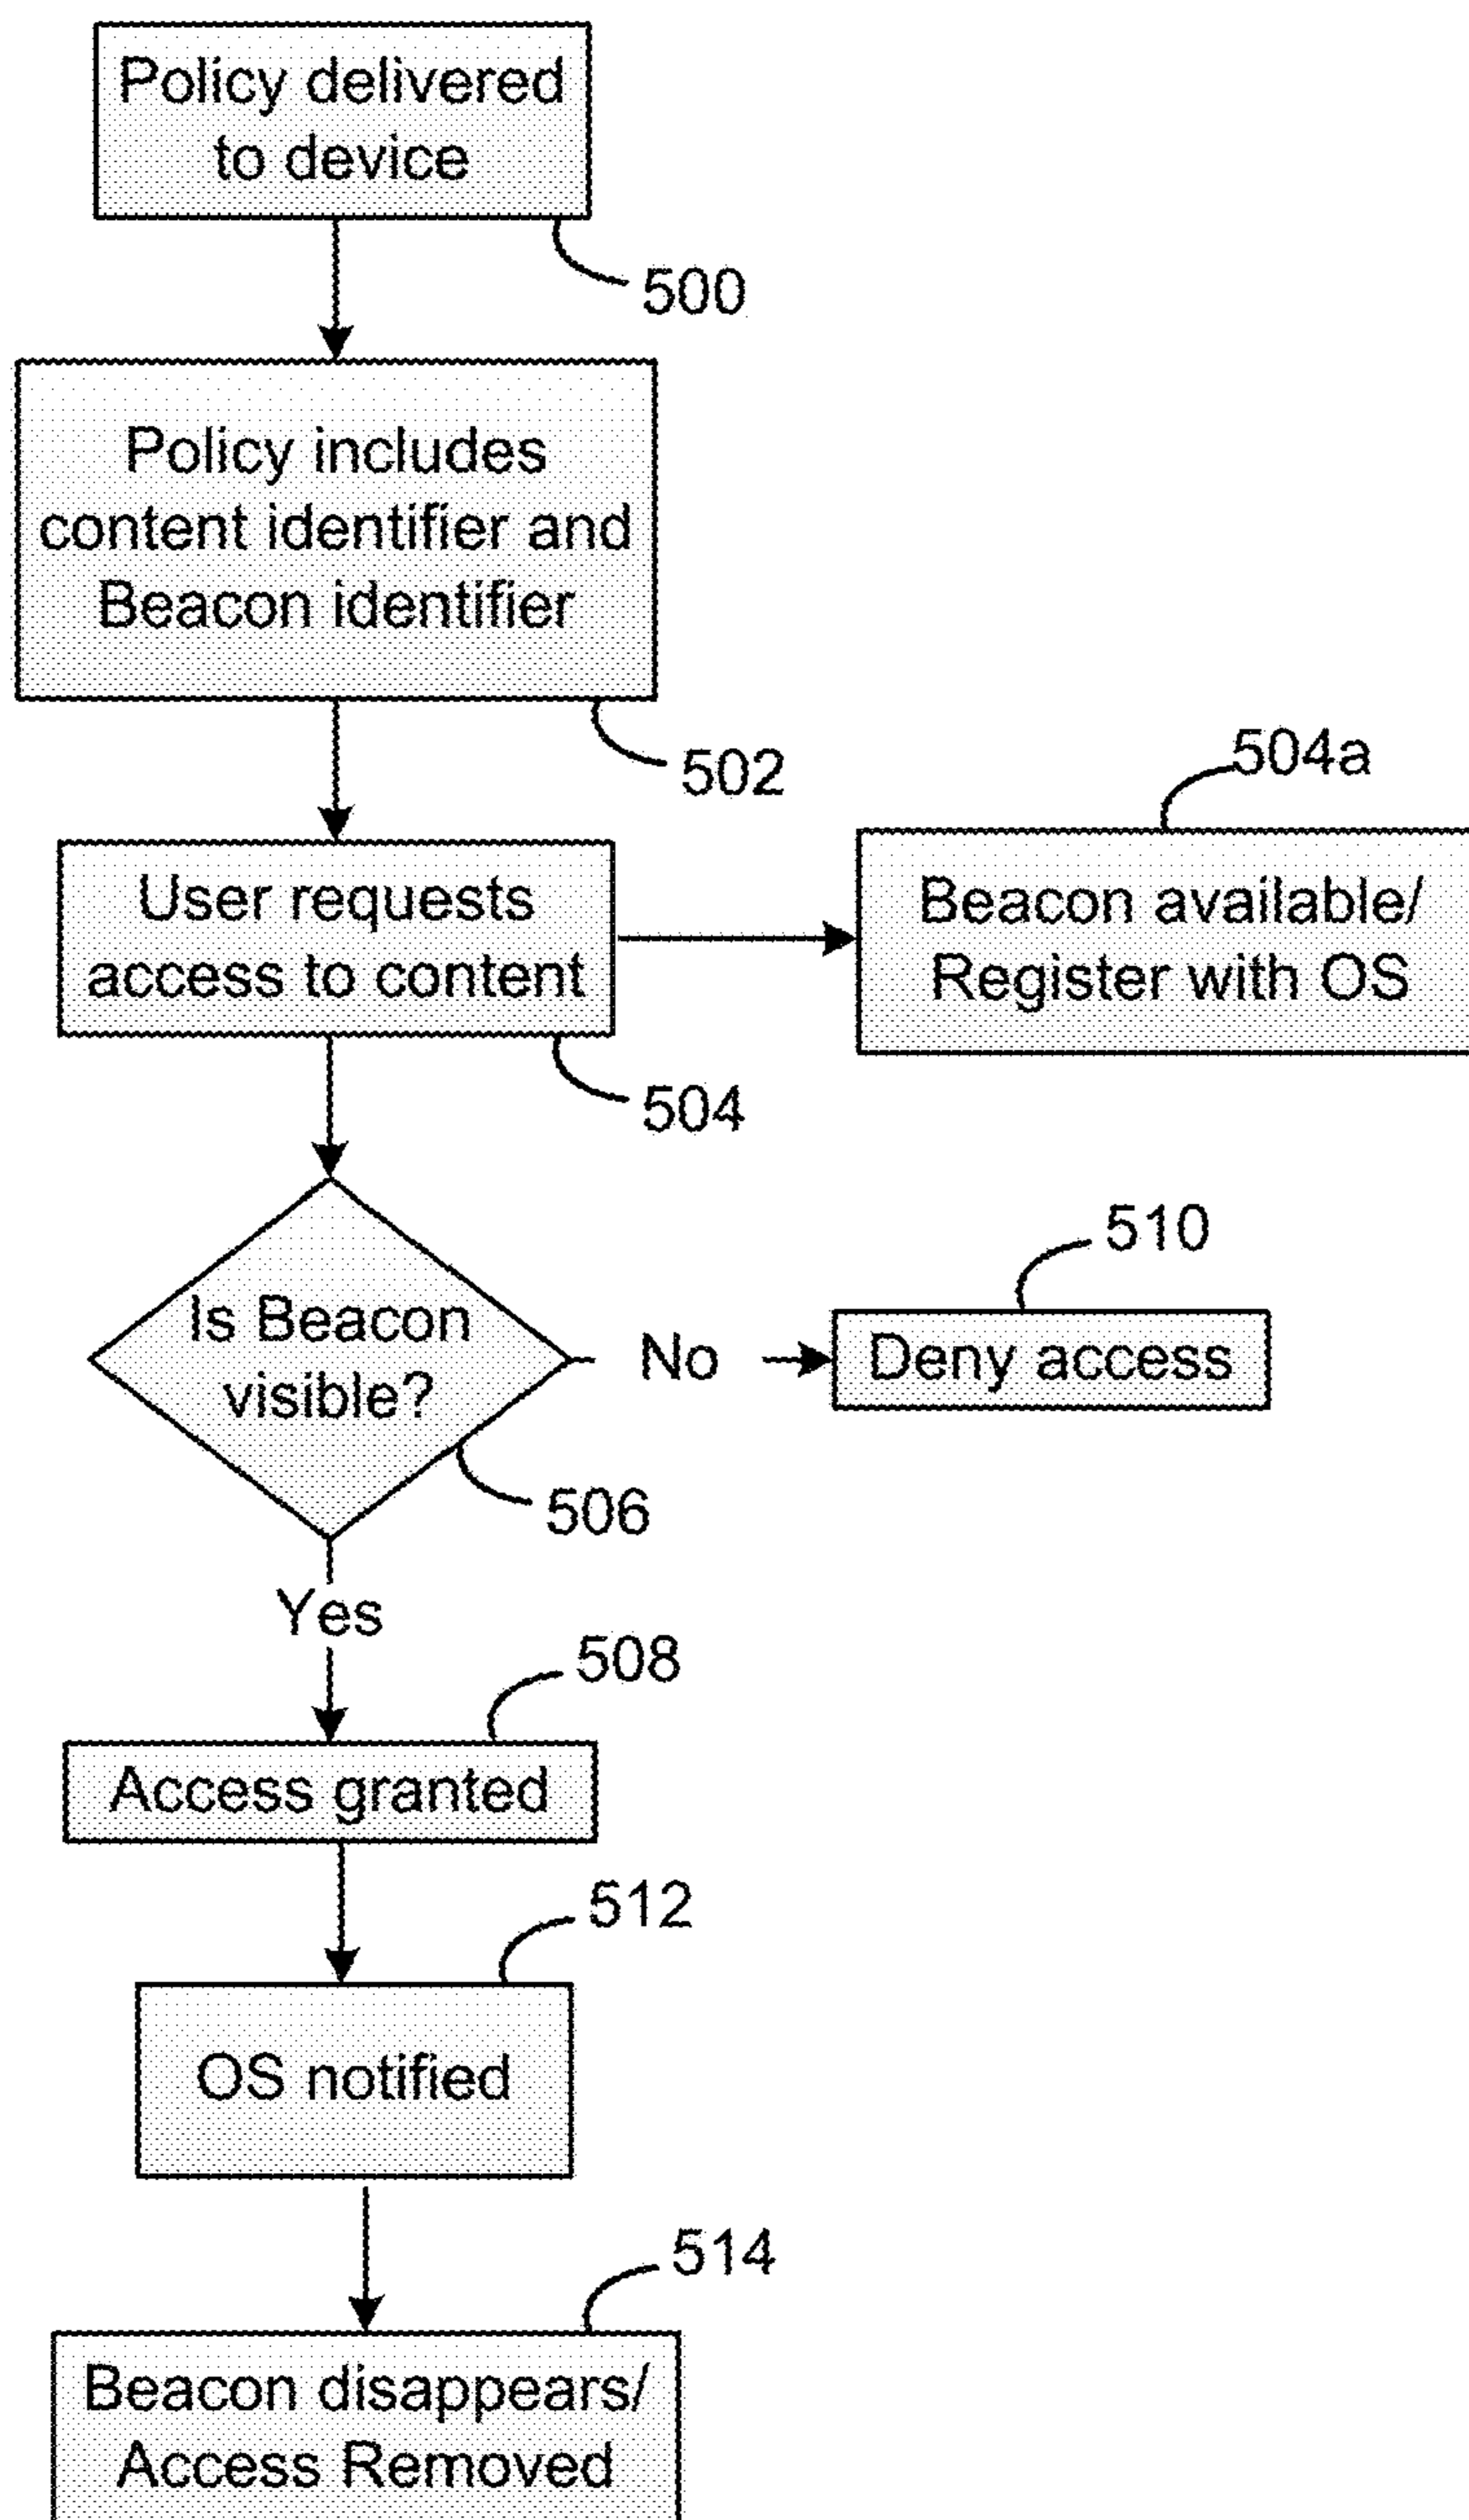 Policy delivered
to device
500
Policy includes
content identifier and
Beacon identifier
502
504a
User requests
access to content
Beacon available/
Register with OS
504
510
Is Beacon
visible?
No
Deny access
506
Yes
508
Access granted
512
OS notified
514
Beacon disappears/
Access Removed